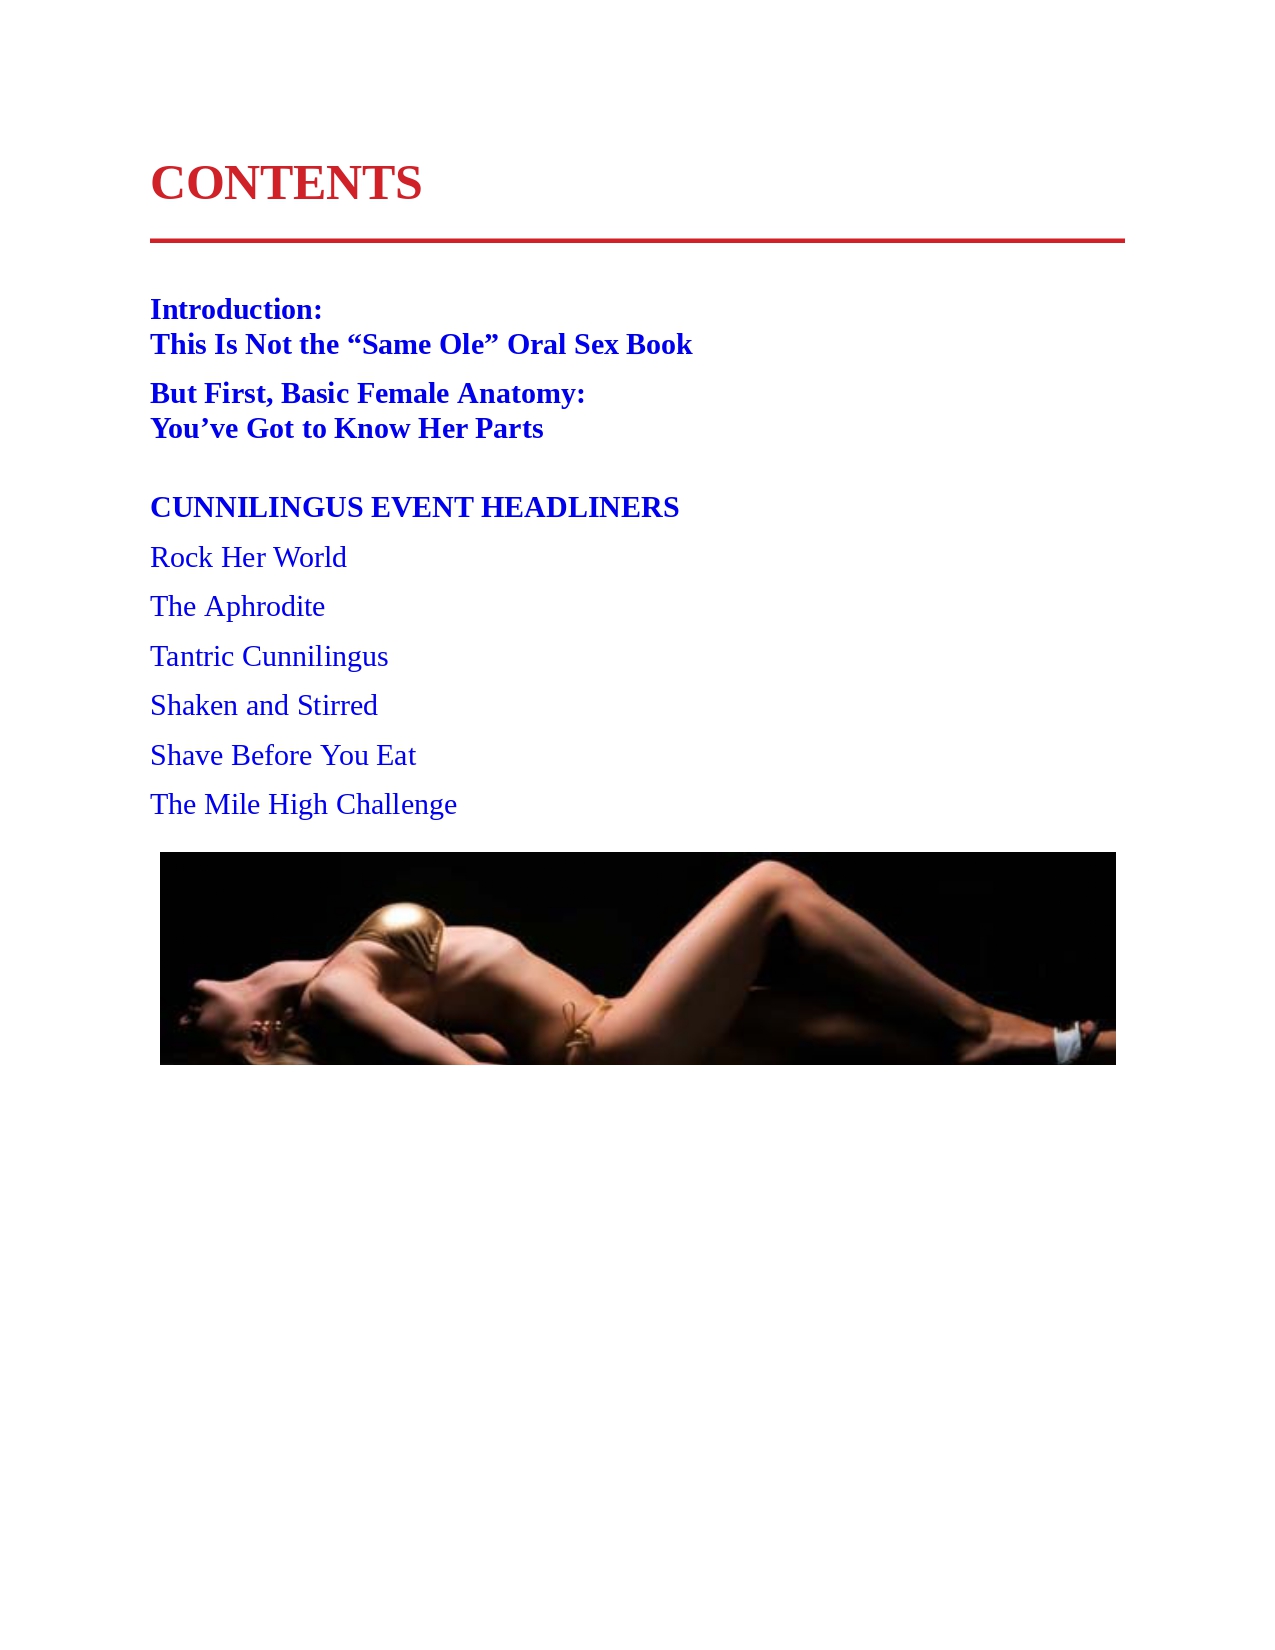 CONTENTS
Introduction:
This Is Not the “Same Ole” Oral Sex Book
But First, Basic Female Anatomy:
You’ve Got to Know Her Parts
CUNNILINGUS EVENT HEADLINERS
Rock Her World
The Aphrodite
Tantric Cunnilingus
Shaken and Stirred
Shave Before You Eat
The Mile High Challenge